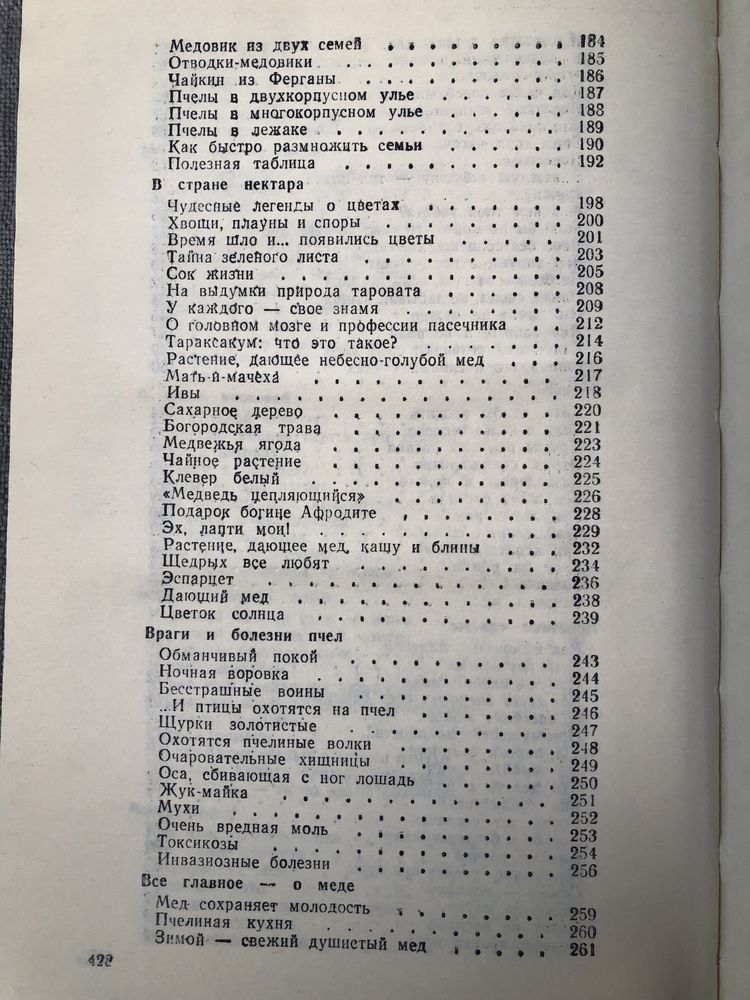 Медовик из двух семей . . . . . . . . . 184
Отводки-медовики . . . . . . . . . . . 185
Чайкин из Ферганы . . . . . . . . . . 186
Пчелы в двухкорпусном улье . . . . . . 187
Пчелы в многокорпусном улье . . . . . . 188
Пчелы в лежаке . . . . . . . . . . . 189
Как быстро размножить семьи . . . . . . 190
Полезная таблица . . . . . . . . . . 192
В стране нектара
Чудесные легенды о цветах . . . . . . . 198
Хвощи, плауны и споры . . . . . . . . 200
Время шло и... появились цветы . . . . . 201
Тайна зеленого листа . . . . . . . . . 203
Сок жизни . . . . . . . . . . . . . 205
На выдумки природа таровата . . . . . . 208
У каждого — свое знамя . . . . . . . 209
О головном мозге и профессии пасечника . . 212
Тараксакум: что это такое? . . . . . . . 214
Растение, дающее небесно-голубой мед . . . 216
Мать-и-мачеха . . . . . . . . . . . 217
Ивы . . . . . . . . . . . . . . . 218
Сахарное дерево . . . . . . . . . . 220
Богородская трава . . . . . . . . . . 221
Медвежья ягода . . . . . . . . . . 223
Чайное растение . . . . . . . . . . 224
Клевер белый . . . . . . . . . . . 225
«Медведь цепляющийся» . . . . . . . . 226
Подарок богине Афродите . . . . . . . . 228
Эх, лапти мои! . . . . . . . . . . . 229
Растение, дающее мед, кашу и блины . . . 232
Щедрых все любят . . . . . . . . . 234
Эспарцет . . . . . . . . . . . . . 236
Дающий мед . . . . . . . . . . . . 238
Цветок солнца . . . . . . . . . . . 239
Враги и болезни пчел
Обманчивый покой . . . . . . . . . . 243
Ночная воровка . . . . . . . . . . . 244
Бесстрашные воины . . . . . . . . . 245
...И птицы охотятся на пчел . . . . . . . 246
Щурки золотистые . . . . . . . . . . 247
Охотятся пчелиные волки . . . . . . . . 248
Очаровательные хищницы . . . . . . . . 249
Оса, сбивающая с ног лошадь . . . . . . . 250
Жук-майка . . . . . . . . . . . . . 251
Мухи . . . . . . . . . . . . . . . 252
Очень вредная моль . . . . . . . . . . 253
Токсикозы . . . . . . . . . . . . . 254
Инвазиозные болезни . . . . . . . . . 256
Все главное — о меде
Мед сохраняет молодость . . . . . . . . 259
Пчелиная кухня . . . . . . . . . . . 260
Зимой — свежий душистый мед . . . . . . 261